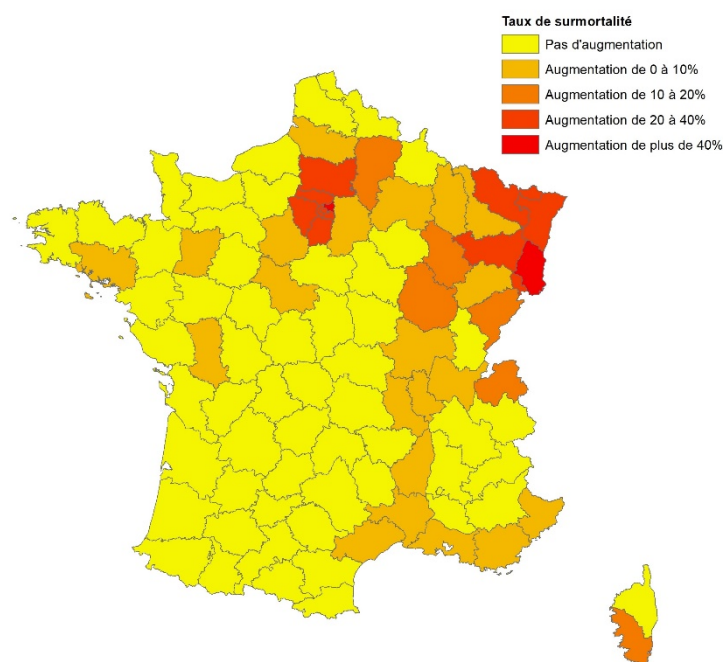 Taux de surmortalité
Pas d'augmentation
Augmentation de 0 à 10%
Augmentation de 10 à 20%
Augmentation de 20 à 40%
Augmentation de plus de 40%